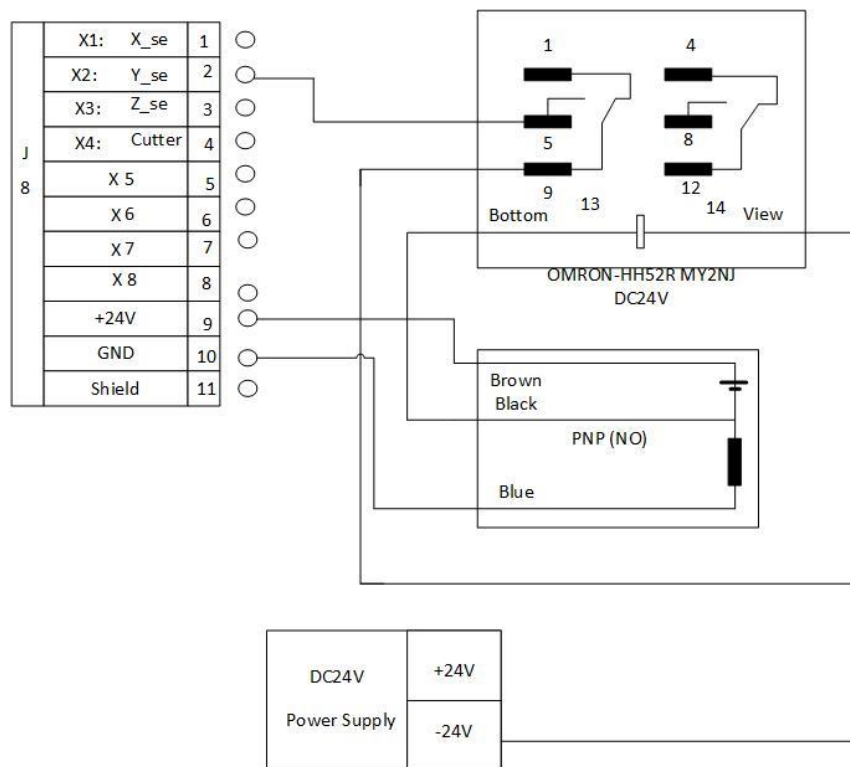 J
8
X1: X_se 1
X2: Y_se 2
X3: Z_se 3
X4: Cutter 4
X 5 5
X 6 6
X 7 7
X 8 8
+24V 9
GND 10
Shield 11
1 4
5 8
9 12
13 14
Bottom View
OMRON-HH52R MY2NJ
DC24V
Brown
Black
PNP (NO)
Blue
DC24V
Power Supply
+24V
-24V